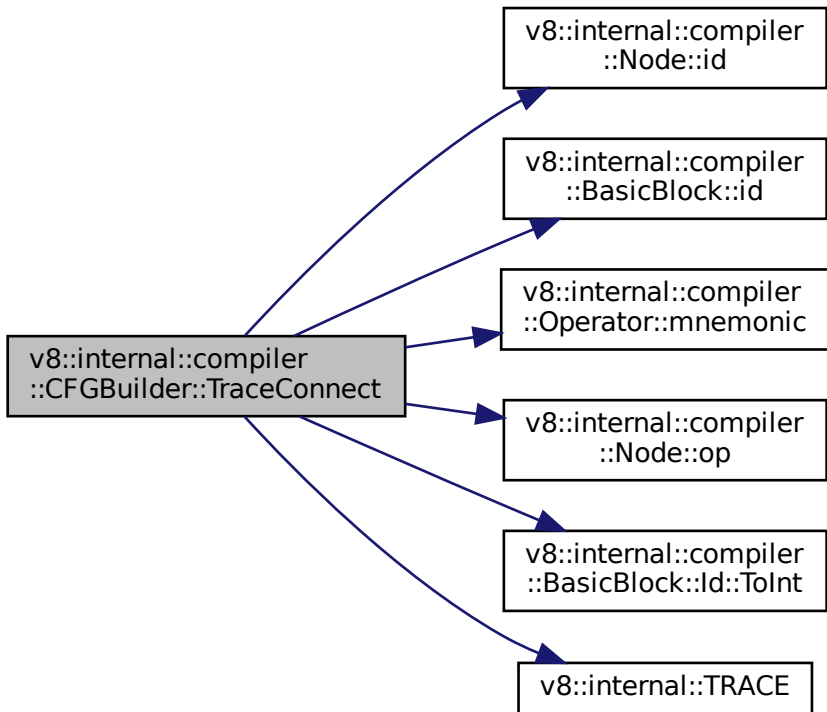 v8::internal::compiler
::Node::id
v8::internal::compiler
::BasicBlock::id
v8::internal::compiler
::Operator::mnemonic
v8::internal::compiler
::CFGBuilder::TraceConnect
v8::internal::compiler
::Node::op
v8::internal::compiler
::BasicBlock::Id::ToInt
v8::internal::TRACE